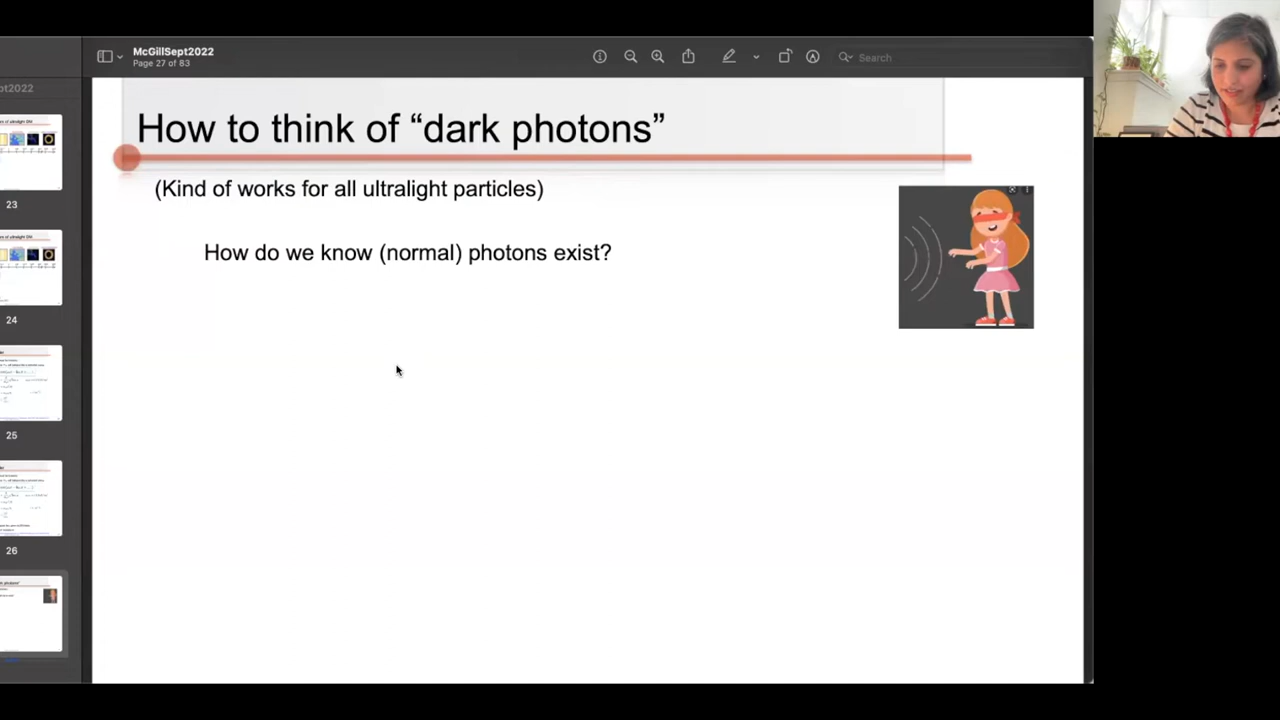 McGillSept2022
Page 27 of 83
Search
pt2022
23
24
25
26
How to think of “dark photons”
(Kind of works for all ultralight particles)
How do we know (normal) photons exist?